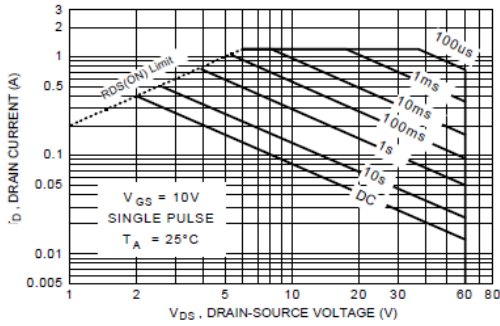 3
2
1
0.5
0.1
0.05
0.01
0.005
I D , DRAIN CURRENT (A)
RDS(ON) Limit
100us
1ms
10ms
100ms
1s
10s
DC
V GS = 10V
SINGLE PULSE
T A = 25°C
1 2 5 10 20 30 60 80
V DS , DRAIN-SOURCE VOLTAGE (V)